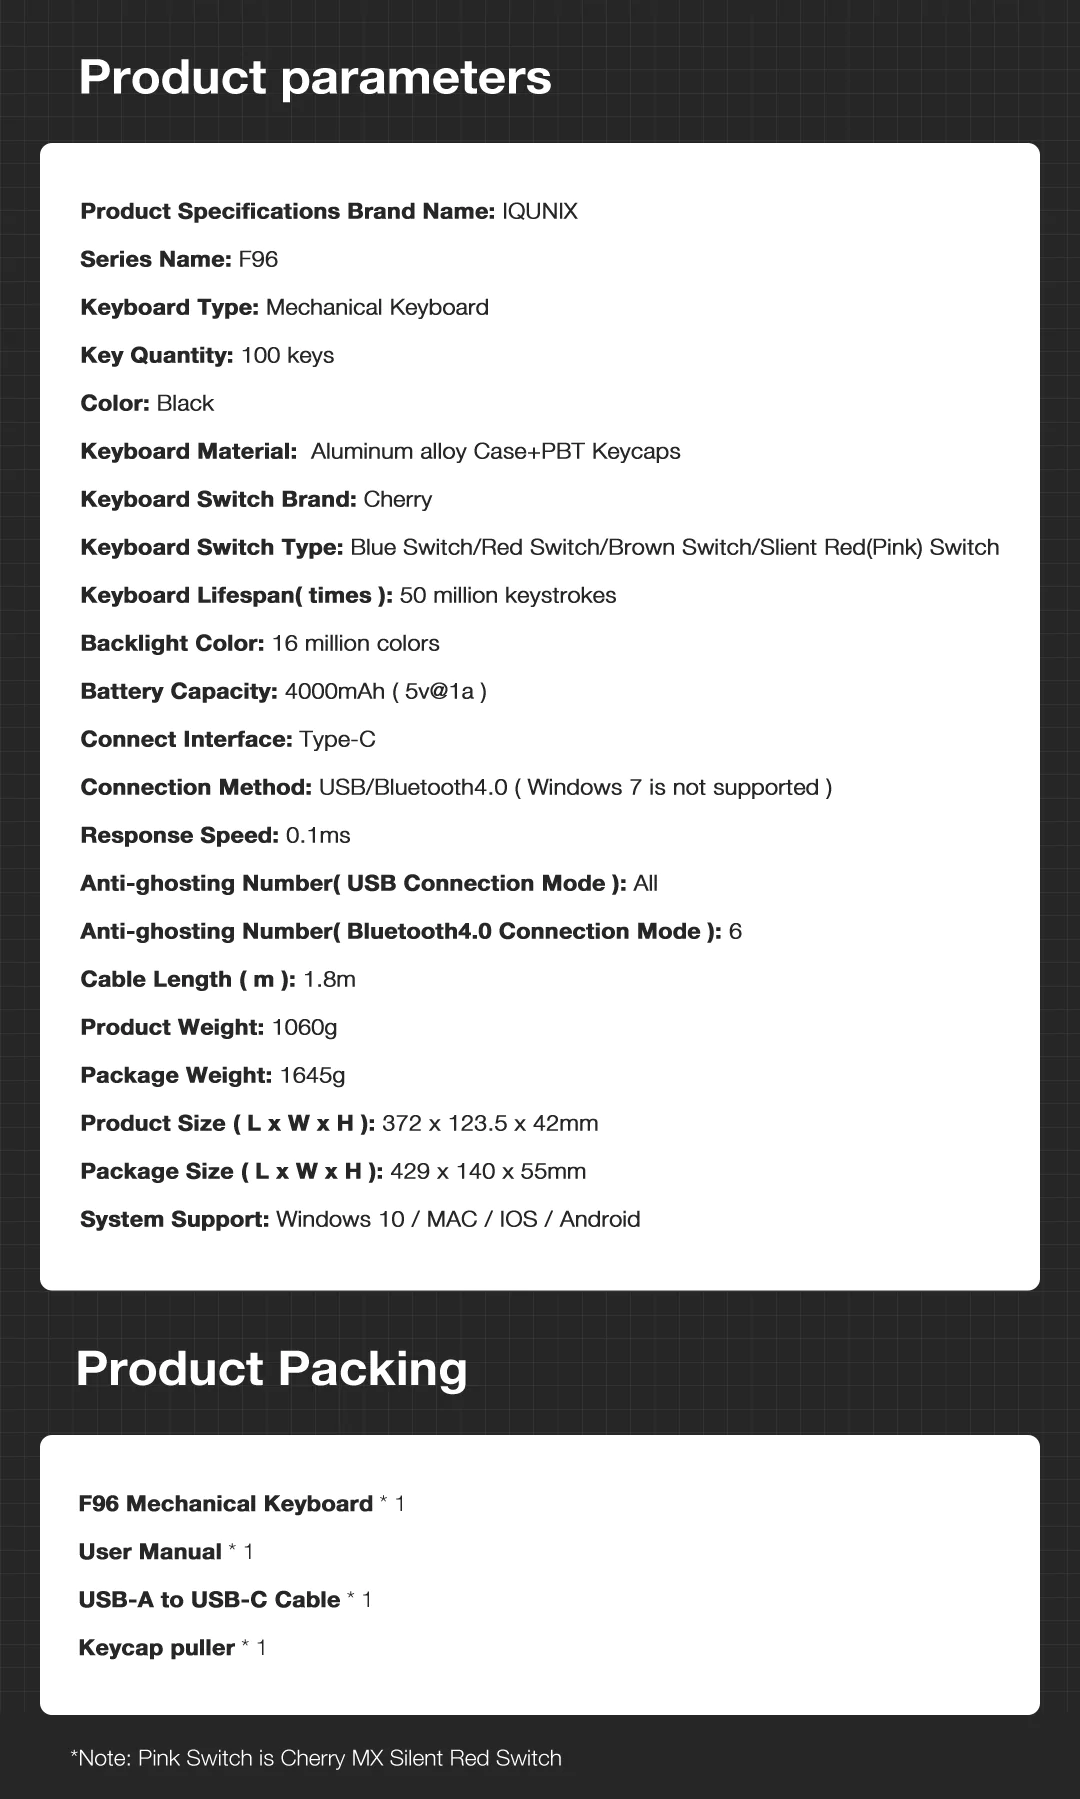 Product parameters
Product Specifications Brand Name: IQUNIX
Series Name: F96
Keyboard Type: Mechanical Keyboard
Key Quantity: 100 keys
Color: Black
Keyboard Material:  Aluminum alloy Case+PBT Keycaps
Keyboard Switch Brand: Cherry
Keyboard Switch Type: Blue Switch/Red Switch/Brown Switch/Slient Red(Pink) Switch
Keyboard Lifespan( times ): 50 million keystrokes
Backlight Color: 16 million colors
Battery Capacity: 4000mAh ( 5v@1a )
Connect Interface: Type-C
Connection Method: USB/Bluetooth4.0 ( Windows 7 is not supported )
Response Speed: 0.1ms
Anti-ghosting Number( USB Connection Mode ): All
Anti-ghosting Number( Bluetooth4.0 Connection Mode ): 6
Cable Length ( m ): 1.8m
Product Weight: 1060g
Package Weight: 1645g
Product Size ( L x W x H ): 372 x 123.5 x 42mm
Package Size ( L x W x H ): 429 x 140 x 55mm
System Support: Windows 10 / MAC / IOS / Android
Product Packing
F96 Mechanical Keyboard * 1
User Manual * 1
USB-A to USB-C Cable * 1
Keycap puller * 1
*Note: Pink Switch is Cherry MX Silent Red Switch